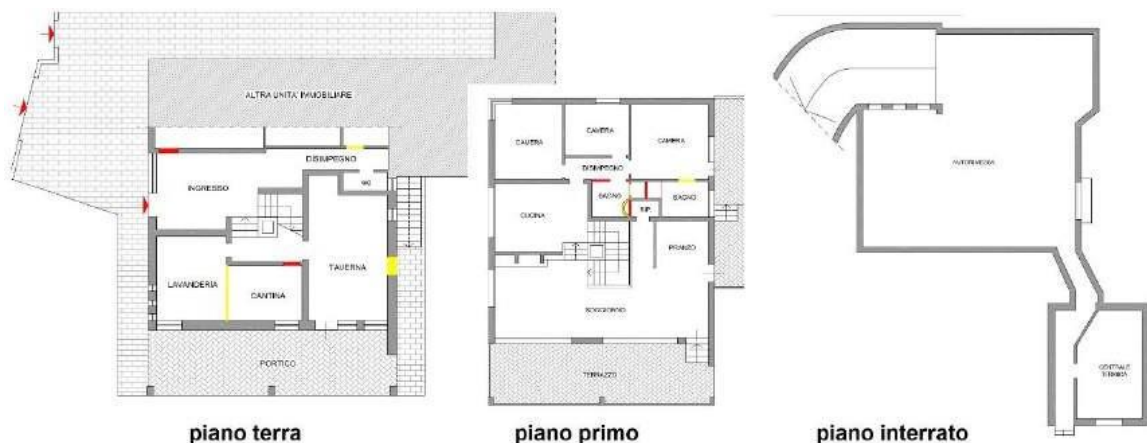 ALTRA UNITA' IMMOBILIARE
DISIMPEGNO
WC
INGRESSO
TAVERNA
LAVANDERIA
CANTINA
PORTICO
piano terra
CAMERA
CAMERA
CAMERA
DISIMPEGNO
BAGNO
RIP.
BAGNO
CUCINA
PRANZO
SOGGIORNO
TERRAZZO
piano primo
AUTORIMESSA
CENTRALE
TERMICA
piano interrato